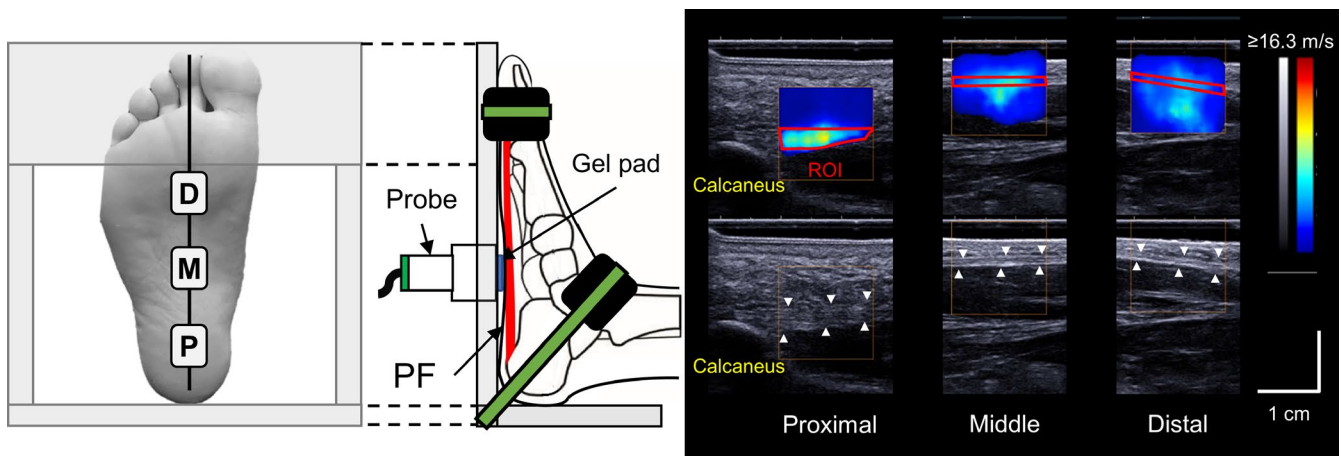 D
M
P
Probe
Gel pad
PF
≥16.3 m/s
ROI
Calcaneus
Calcaneus
1 cm
Proximal
Middle
Distal